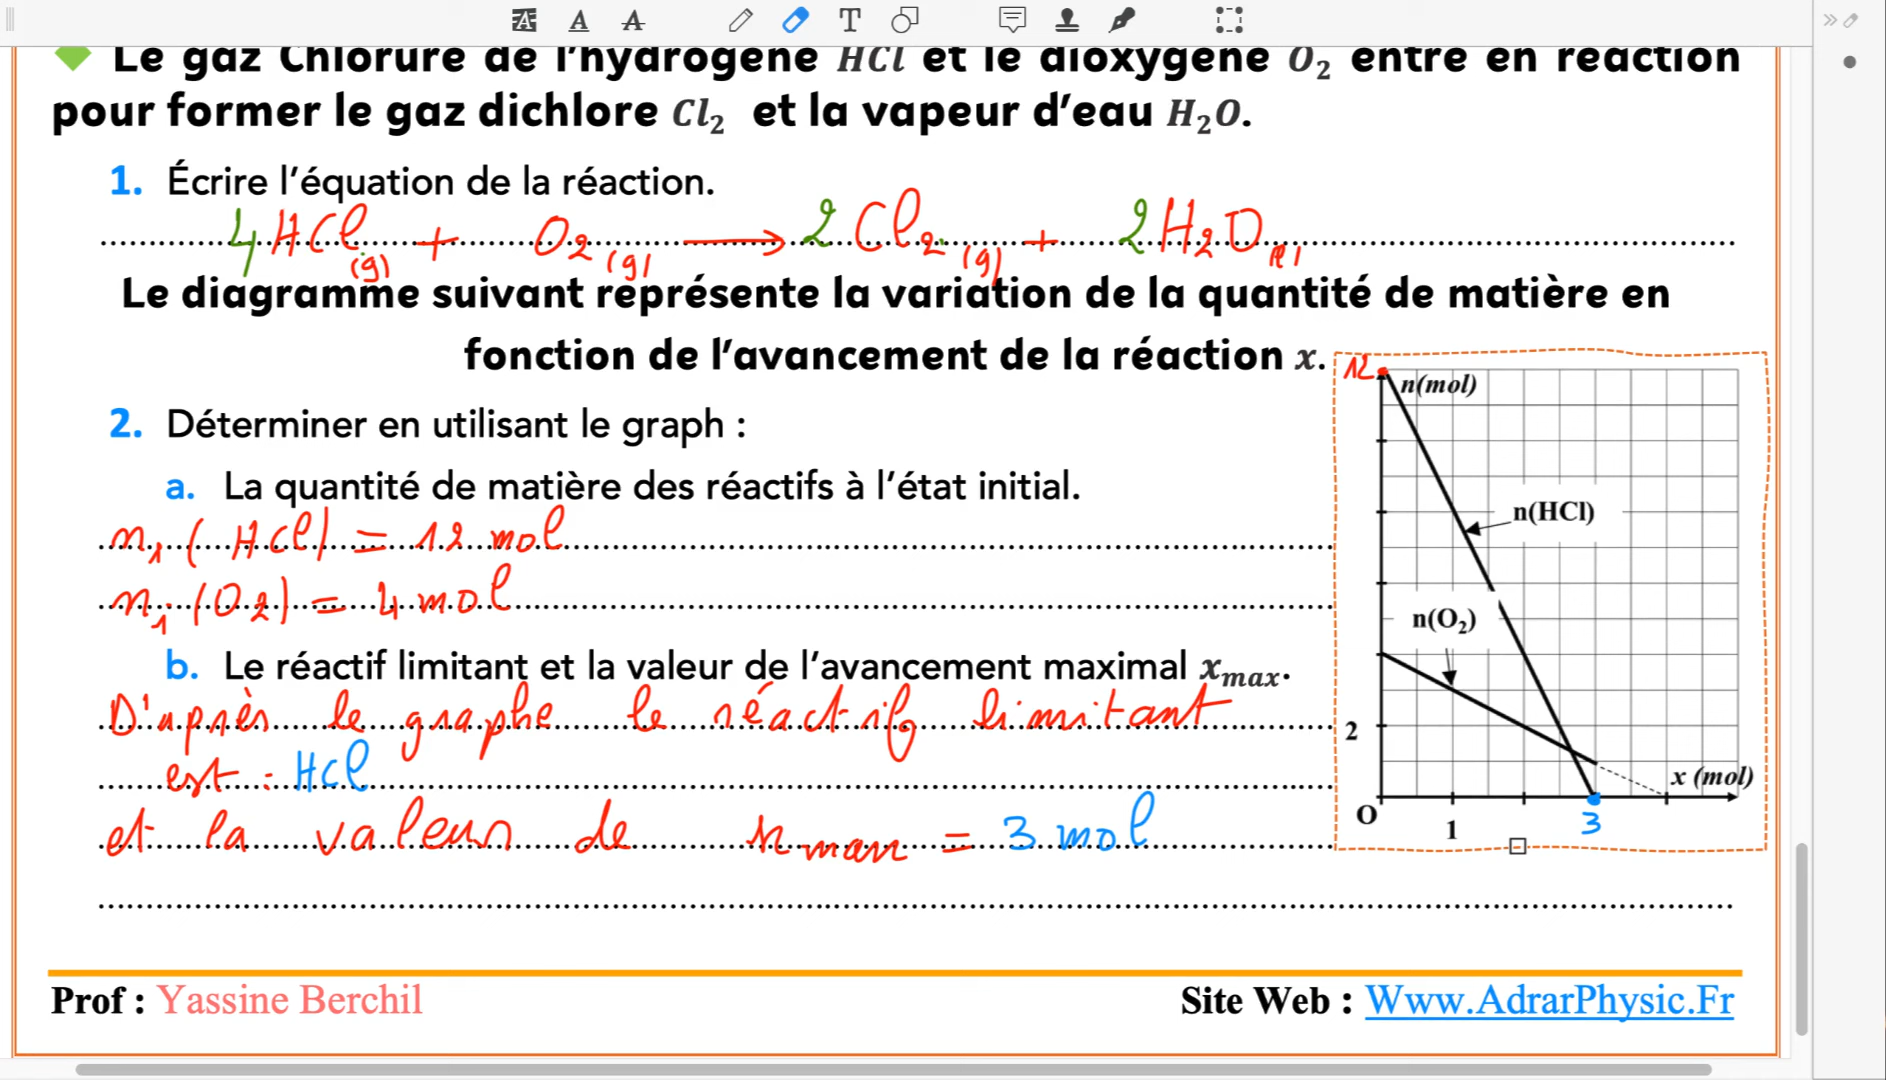 Le gaz Chlorure de l'hydrogène HCl et le dioxygène O₂ entre en réaction
pour former le gaz dichlore Cl₂ et la vapeur d'eau H₂O.
1. Écrire l'équation de la réaction.
4HCl(g) + O₂(g) → 2Cl₂(g) + 2H₂O(l)
Le diagramme suivant représente la variation de la quantité de matière en
fonction de l'avancement de la réaction x.
12
n(mol)
2. Déterminer en utilisant le graph :
a. La quantité de matière des réactifs à l'état initial.
n(HCl)
n₁(HCl) = 12 mol
n₁(O₂) = 4 mol
n(O₂)
b. Le réactif limitant et la valeur de l'avancement maximal xmax.
D'après le graphe le réactif limitant
2
est : HCl
x (mol)
O 1 3
et la valeur de xmax = 3 mol
Prof : Yassine Berchil
Site Web : Www.AdrarPhysic.Fr